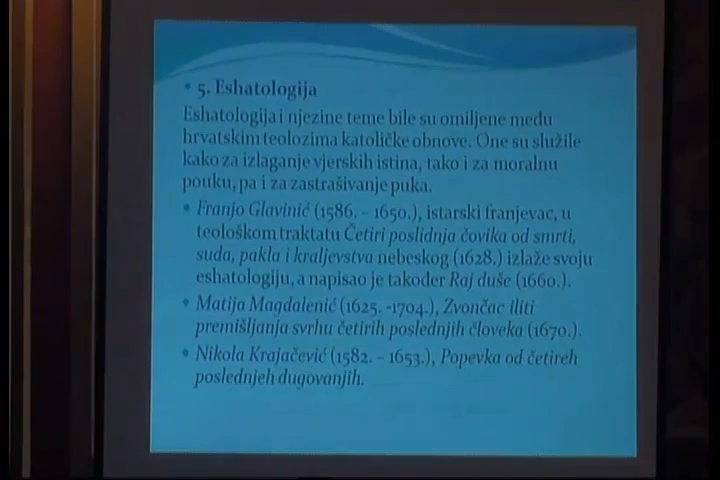 5. Eshatologija
Eshatologija i njezine teme bile su omiljene među
hrvatskim teolozima katoličke obnove. One su služile
kako za izlaganje vjerskih istina, tako i za moralnu
pouku, pa i za zastrašivanje puka.
Franjo Glavinić (1586. – 1650.), istarski franjevac, u
teološkom traktatu Četiri poslidnja čovika od smrti,
suda, pakla i kraljevstva nebeskog (1628.) izlaže svoju
eshatologiju, a napisao je također Raj duše (1660.).
Matija Magdalenić (1625. -1704.), Zvončac iliti
premišljanja svrhu četirih poslednjih človeka (1670.).
Nikola Krajačević (1582. – 1653.), Popevka od četireh
poslednjeh dugovanjih.